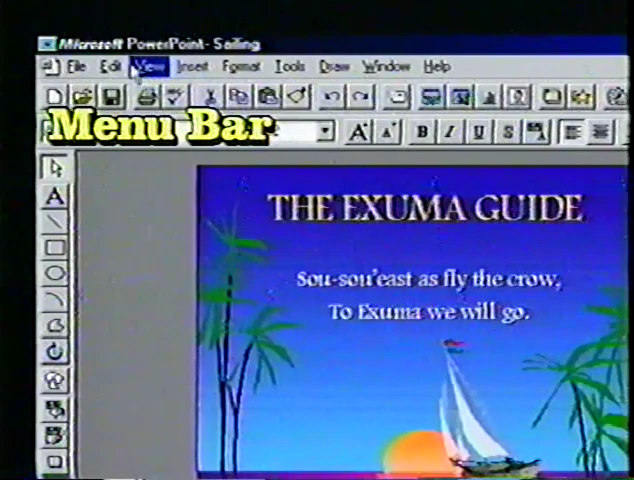 Microsoft PowerPoint - Sailing
File Edit View Insert Format Tools Draw Window Help
Menu Bar
A A B I U S
A
THE EXUMA GUIDE
Sou-sou'east as fly the crow,
To Exuma we will go.